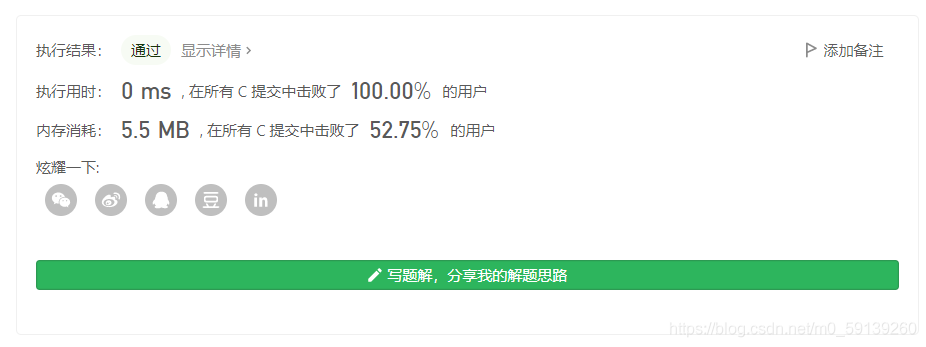 执行结果： 通过 显示详情 › 添加备注
执行用时： 0 ms , 在所有 C 提交中击败了 100.00% 的用户
内存消耗： 5.5 MB , 在所有 C 提交中击败了 52.75% 的用户
炫耀一下:
豆 in
写题解，分享我的解题思路
https://blog.csdn.net/m0_59139260